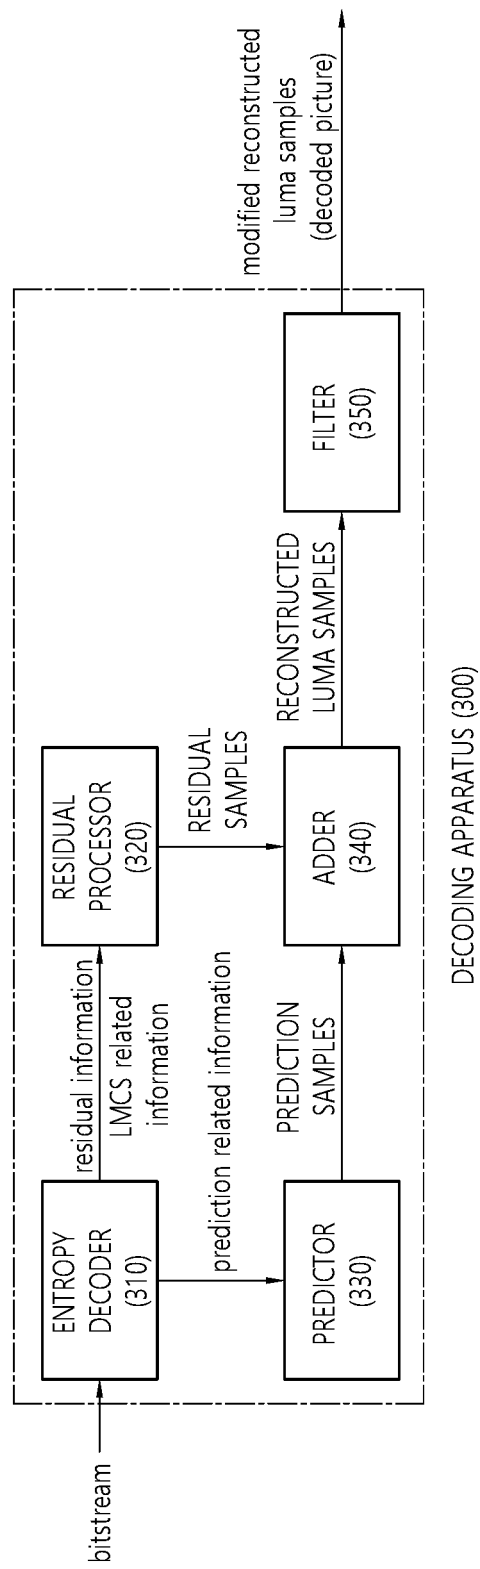 bitstream
ENTROPY
DECODER
(310)
residual information
LMCS related
information
RESIDUAL
PROCESSOR
(320)
prediction related information
RESIDUAL
SAMPLES
PREDICTOR
(330)
PREDICTION
SAMPLES
ADDER
(340)
RECONSTRUCTED
LUMA SAMPLES
FILTER
(350)
modified reconstructed
luma samples
(decoded picture)
DECODING APPARATUS (300)